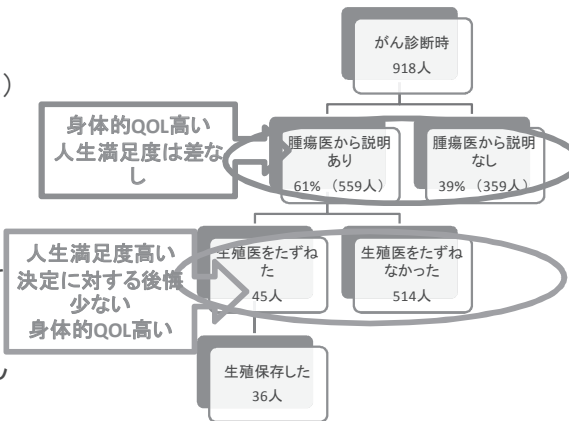 )
がん診断時
918人
身体的QOL高い
人生満足度は差な
し
腫瘍医から説明
あり
61%（559人）
腫瘍医から説明
なし
39%（359人）
人生満足度高い
決定に対する後悔
少ない
身体的QOL高い
生殖医をたずね
た
45人
生殖医をたずね
なかった
514人
生殖保存した
36人